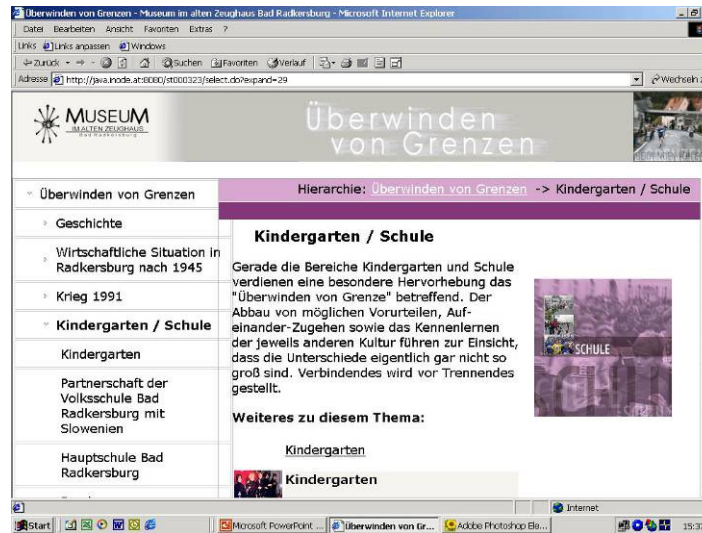 Überwinden von Grenzen - Museum im alten Zeughaus Bad Radkersburg - Microsoft Internet Explorer
Datei Bearbeiten Ansicht Favoriten Extras ?
Links Links anpassen Windows
Zurück Suchen Favoriten Verlauf
Adresse http://java.inode.at:8080/st000323/select.do?expand=29 Wechseln
MUSEUM
IM ALTEN ZEUGHAUS
Bad Radkersburg
Überwinden
von Grenzen
Überwinden von Grenzen
Geschichte
Wirtschaftliche Situation in
Radkersburg nach 1945
Krieg 1991
Kindergarten / Schule
Kindergarten
Partnerschaft der
Volksschule Bad
Radkersburg mit
Slowenien
Hauptschule Bad
Radkersburg
Hierarchie: Überwinden von Grenzen -> Kindergarten / Schule
Kindergarten / Schule
Gerade die Bereiche Kindergarten und Schule
verdienen eine besondere Hervorhebung das
"Überwinden von Grenze" betreffend. Der
Abbau von möglichen Vorurteilen, Auf-
einander-Zugehen sowie das Kennenlernen
der jeweils anderen Kultur führen zur Einsicht,
dass die Unterschiede eigentlich gar nicht so
groß sind. Verbindendes wird vor Trennendes
gestellt.
SCHULE
Weiteres zu diesem Thema:
Kindergarten
Kindergarten
Internet
Start Microsoft PowerPoint ... Überwinden von Gr... Adobe Photoshop Ele...